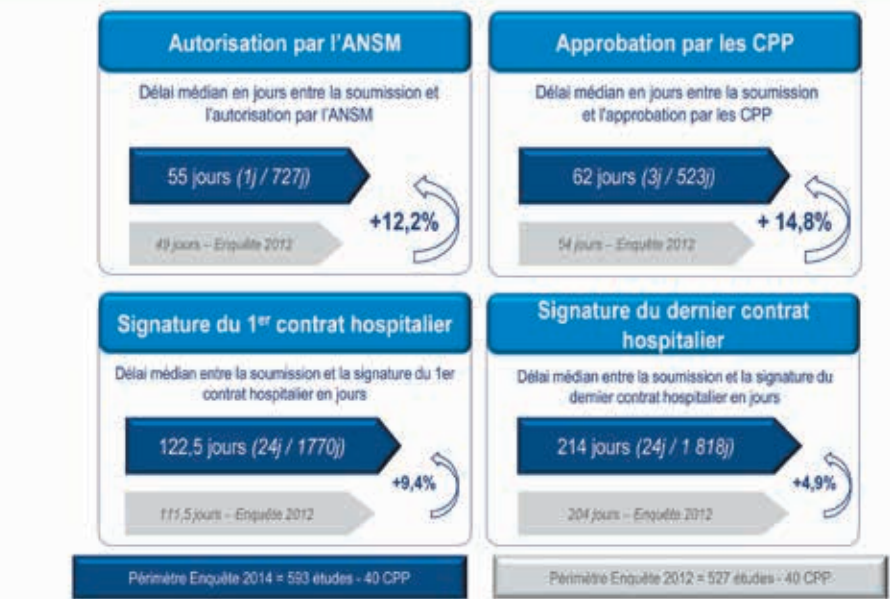 Autorisation par l'ANSM
Délai médian en jours entre la soumission et
l'autorisation par l'ANSM
55 jours (1j / 727j)
+12,2%
49 jours – Enquête 2012
Approbation par les CPP
Délai médian en jours entre la soumission
et l'approbation par les CPP
62 jours (3j / 523j)
+ 14,8%
54 jours – Enquête 2012
Signature du 1er contrat hospitalier
Délai médian entre la soumission et la signature du 1er
contrat hospitalier en jours
122,5 jours (24j / 1770j)
+9,4%
111,5 jours – Enquête 2012
Signature du dernier contrat
hospitalier
Délai médian entre la soumission et la signature du
dernier contrat hospitalier en jours
214 jours (24j / 1 818j)
+4,9%
204 jours – Enquête 2012
Périmètre Enquête 2014 = 593 études - 40 CPP
Périmètre Enquête 2012 = 527 études - 40 CPP